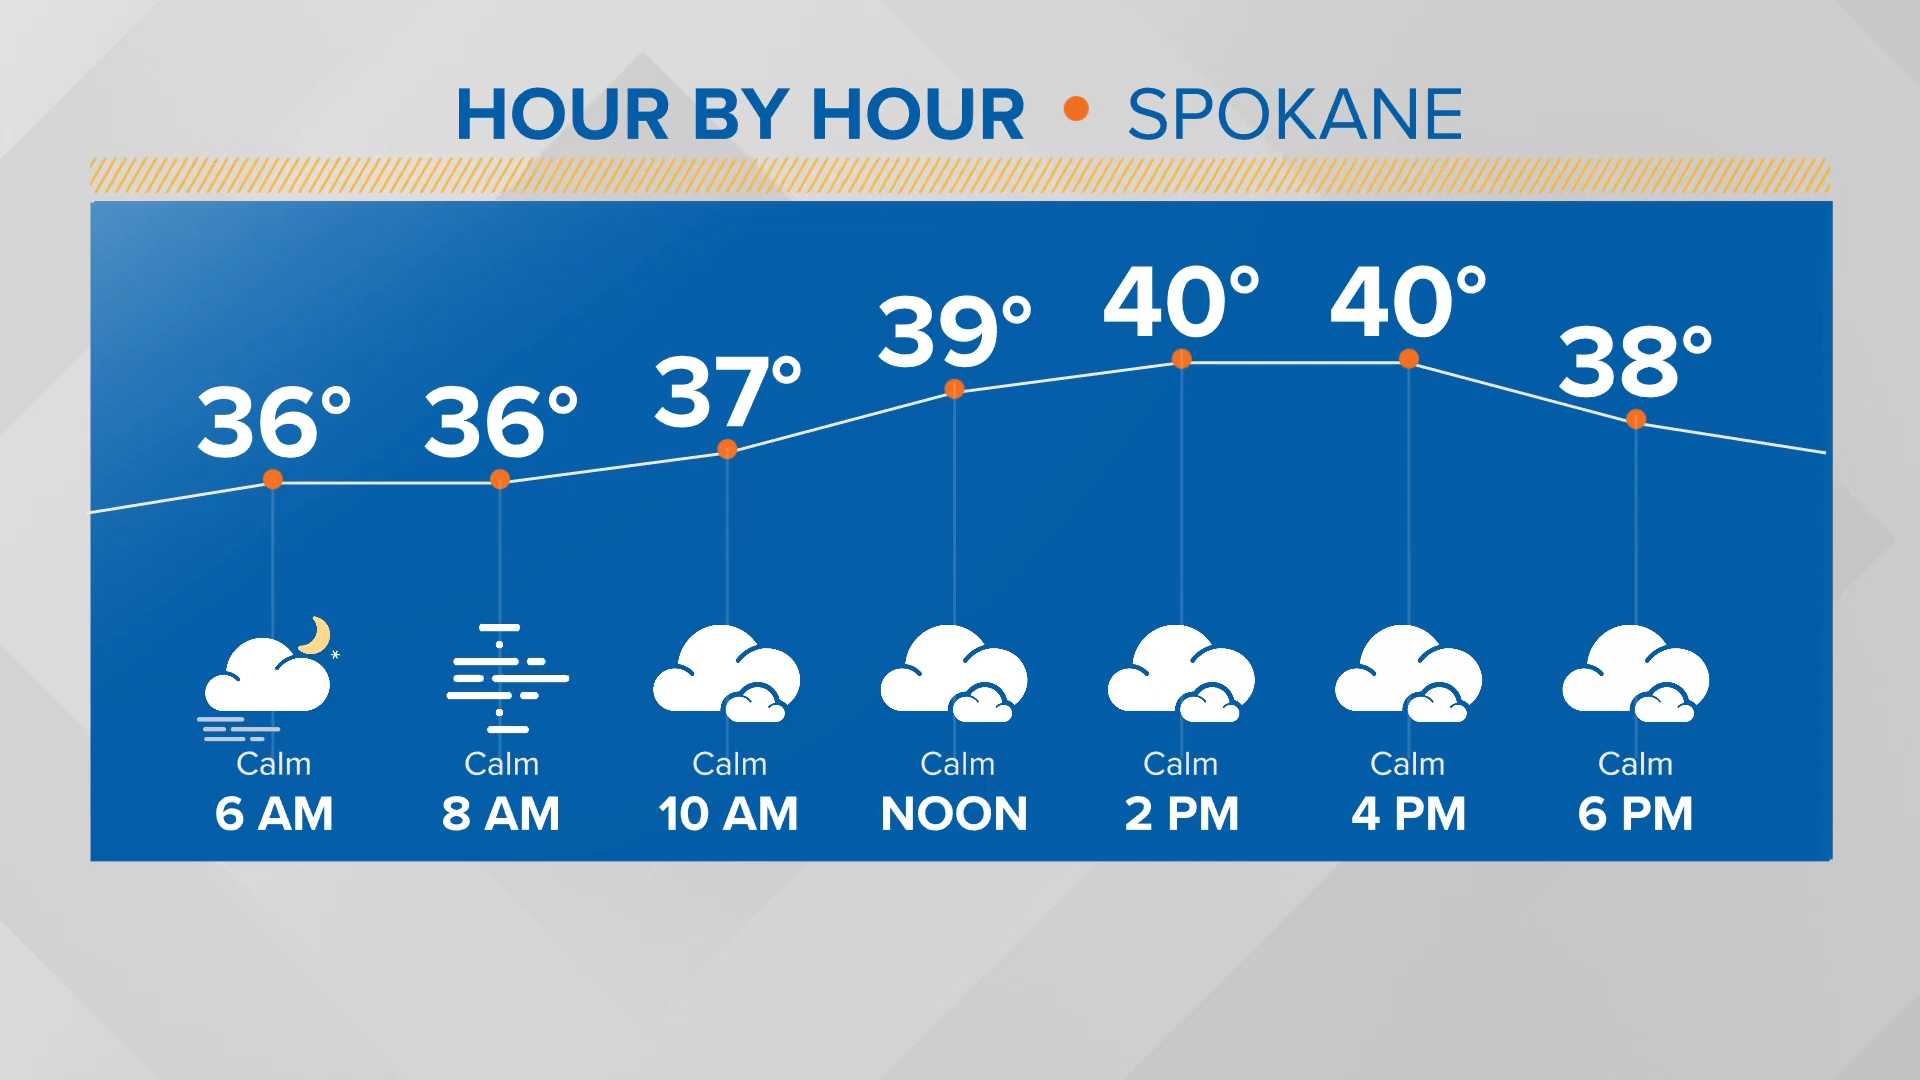 HOUR BY HOUR • SPOKANE
36° 36° 37° 39° 40° 40° 38°
Calm Calm Calm Calm Calm Calm Calm
6 AM 8 AM 10 AM NOON 2 PM 4 PM 6 PM